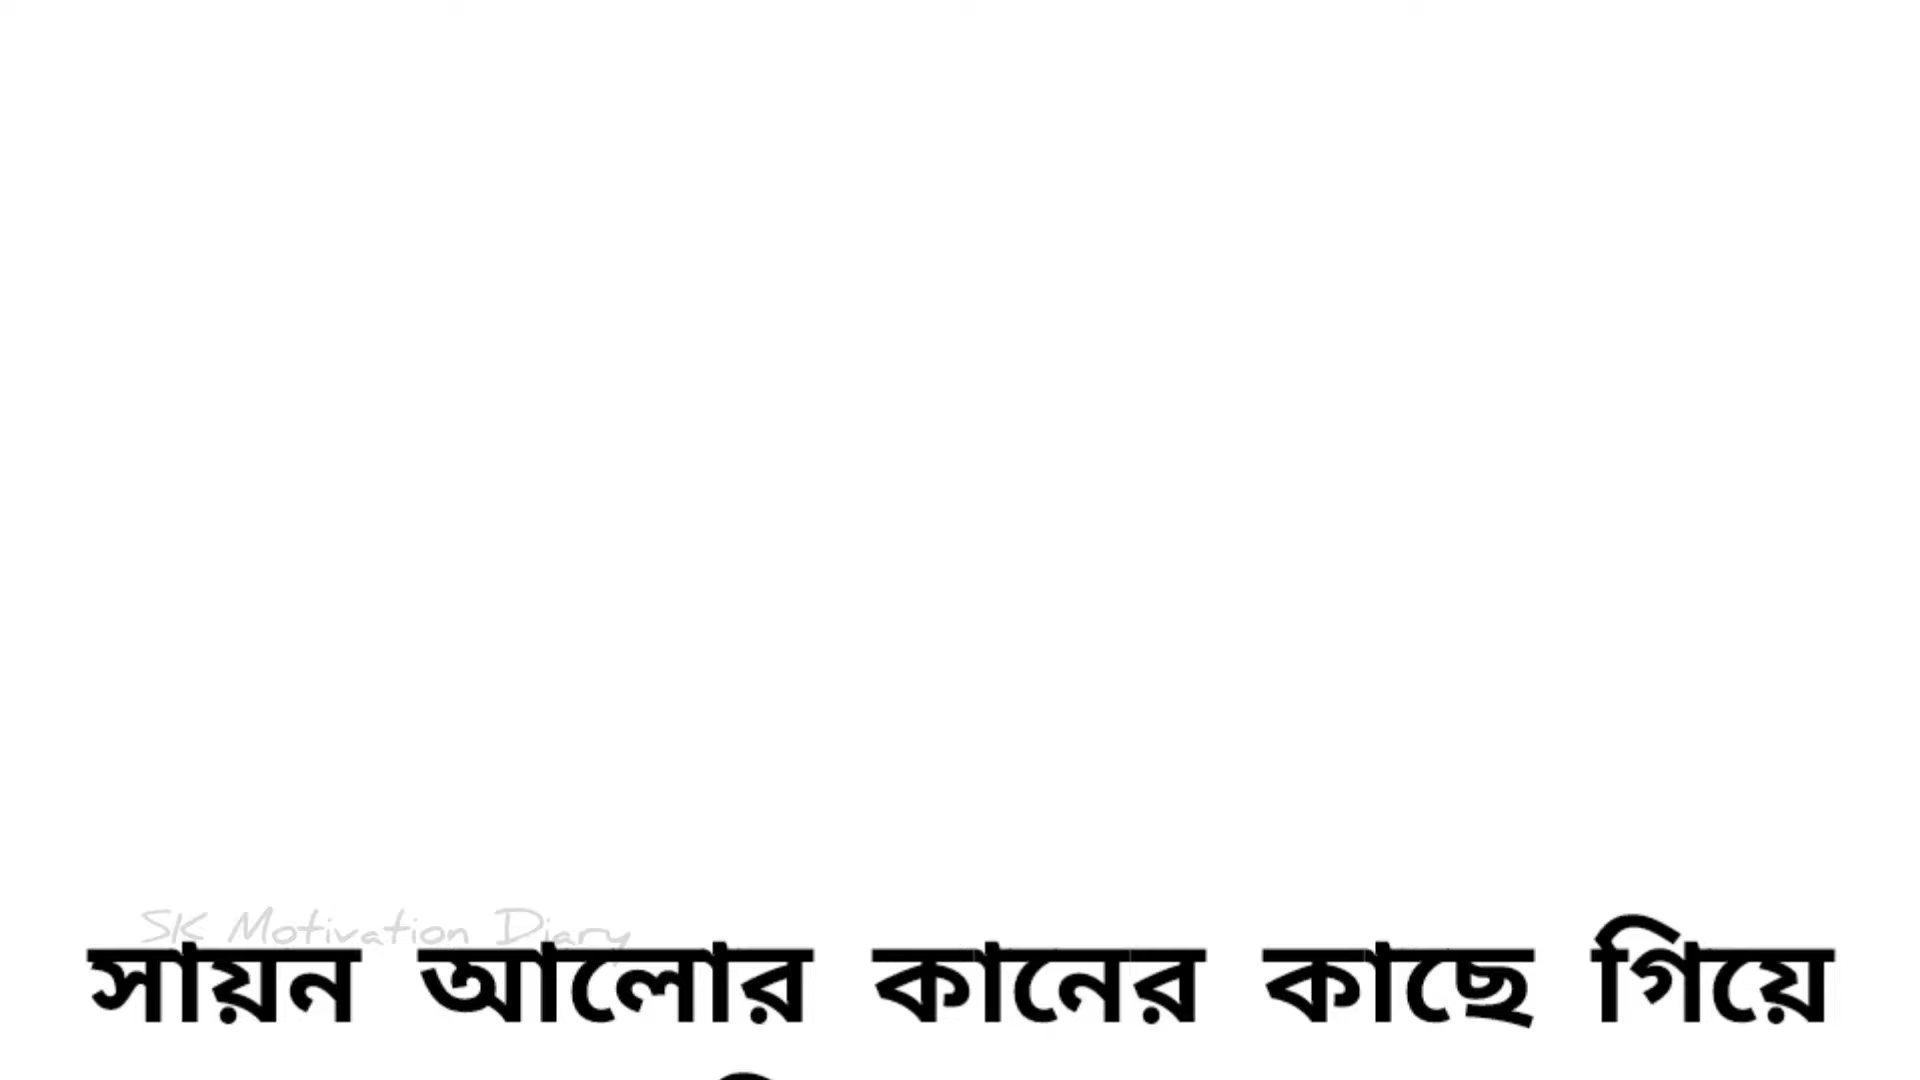 SK Motivation Diary
সায়ন আলোর কানের কাছে গিয়ে